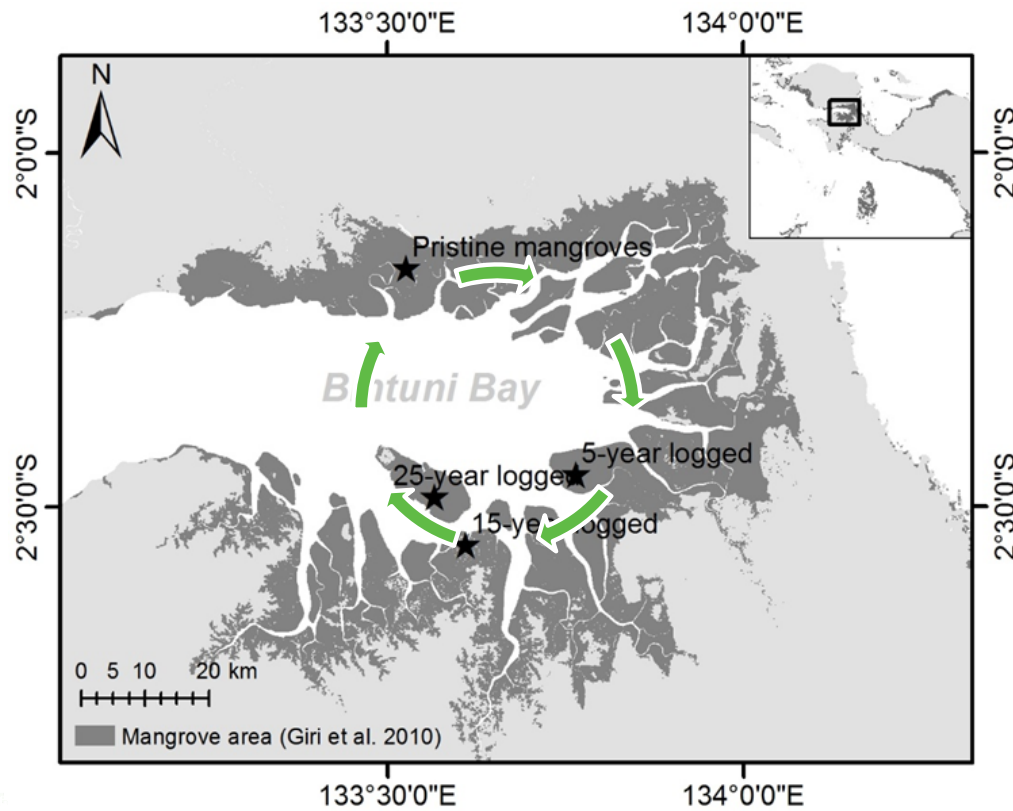 133°30'0"E
134°0'0"E
N
2°0'0"S
2°0'0"S
Pristine mangroves
Bintuni Bay
5-year logged
25-year logged
15-year logged
2°30'0"S
2°30'0"S
0 5 10 20 km
Mangrove area (Giri et al. 2010)
133°30'0"E
134°0'0"E